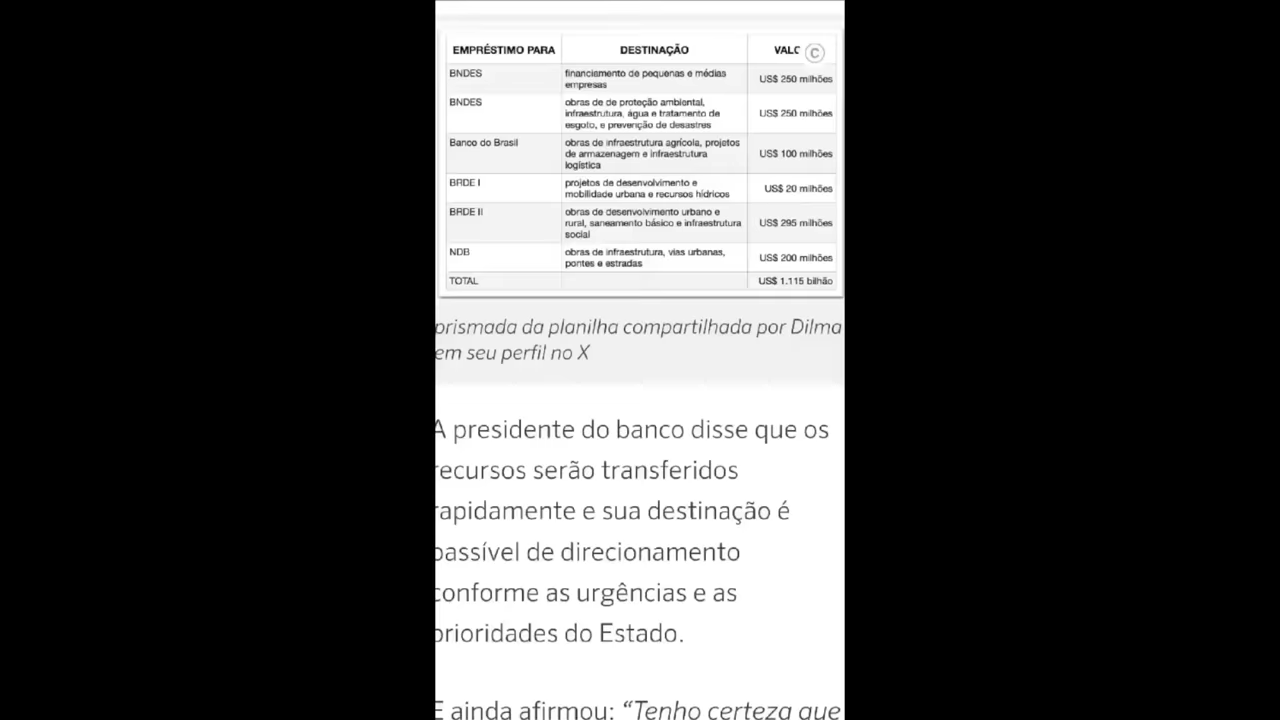 EMPRÉSTIMO PARA DESTINAÇÃO VALC ©
BNDES financiamento de pequenas e médias
empresas US$ 250 milhões
BNDES obras de de proteção ambiental,
infraestrutura, água e tratamento de
esgoto, e prevenção de desastres US$ 250 milhões
Banco do Brasil obras de infraestrutura agrícola, projetos
de armazenagem e infraestrutura
logística US$ 100 milhões
BRDE I projetos de desenvolvimento e
mobilidade urbana e recursos hídricos US$ 20 milhões
BRDE II obras de desenvolvimento urbano e
rural, saneamento básico e infraestrutura
social US$ 295 milhões
NDB obras de infraestrutura, vias urbanas,
pontes e estradas US$ 200 milhões
TOTAL US$ 1.115 bilhão
prismada da planilha compartilhada por Dilma
em seu perfil no X
A presidente do banco disse que os
recursos serão transferidos
rapidamente e sua destinação é
passível de direcionamento
conforme as urgências e as
prioridades do Estado.
E ainda afirmou: “Tenho certeza que